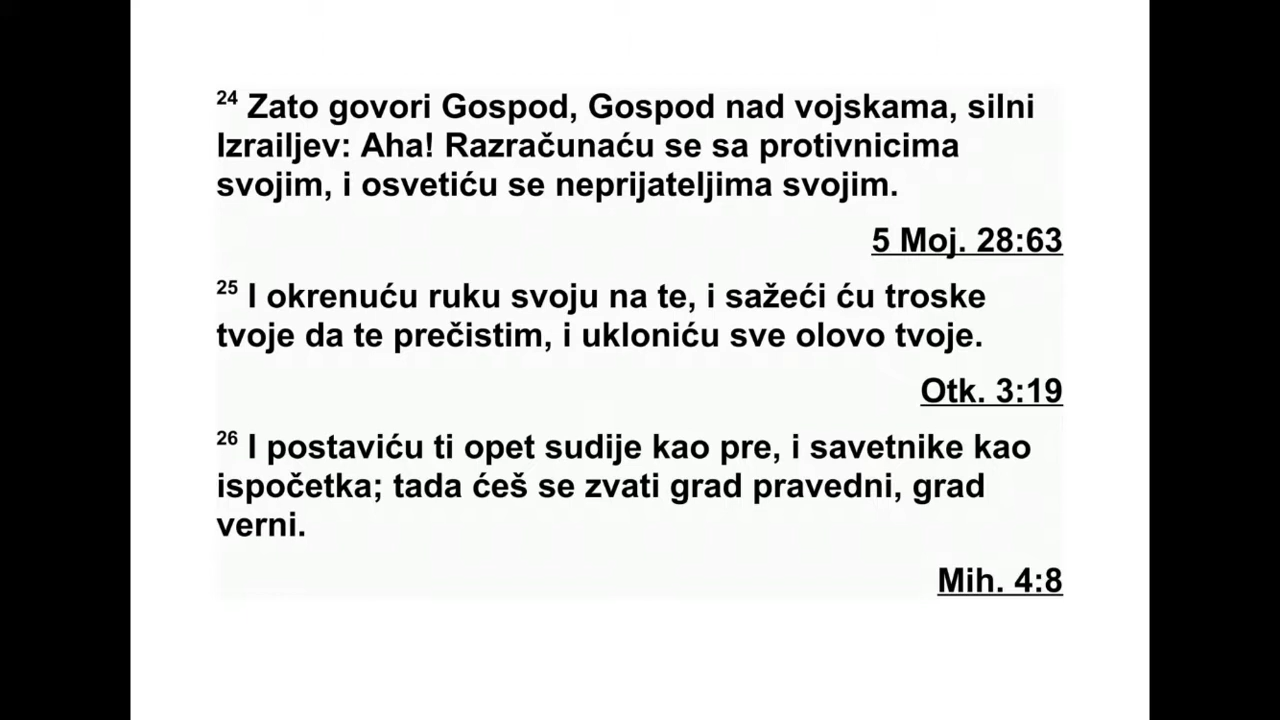 24 Zato govori Gospod, Gospod nad vojskama, silni
Izrailjev: Aha! Razračunaću se sa protivnicima
svojim, i osvetiću se neprijateljima svojim.
5 Moj. 28:63
25 I okrenuću ruku svoju na te, i sažeći ću troske
tvoje da te prečistim, i ukloniću sve olovo tvoje.
Otk. 3:19
26 I postaviću ti opet sudije kao pre, i savetnike kao
ispočetka; tada ćeš se zvati grad pravedni, grad
verni.
Mih. 4:8